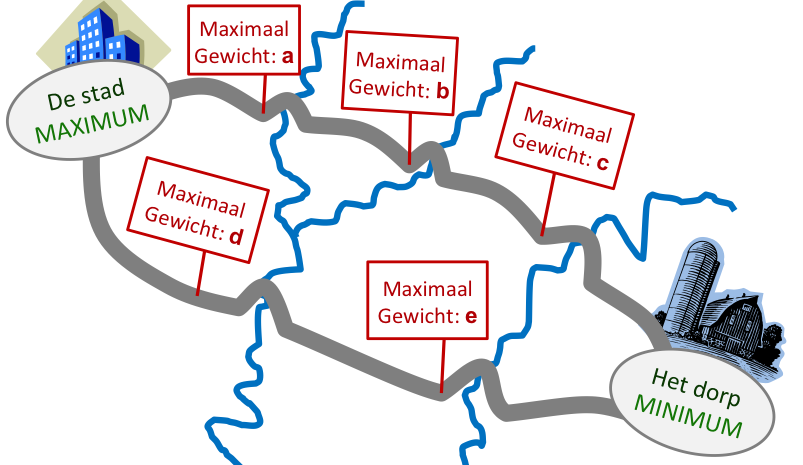 Maximaal
Gewicht: a
Maximaal
Gewicht: b
De stad
MAXIMUM
Maximaal
Gewicht: c
Maximaal
Gewicht: d
Maximaal
Gewicht: e
Het dorp
MINIMUM